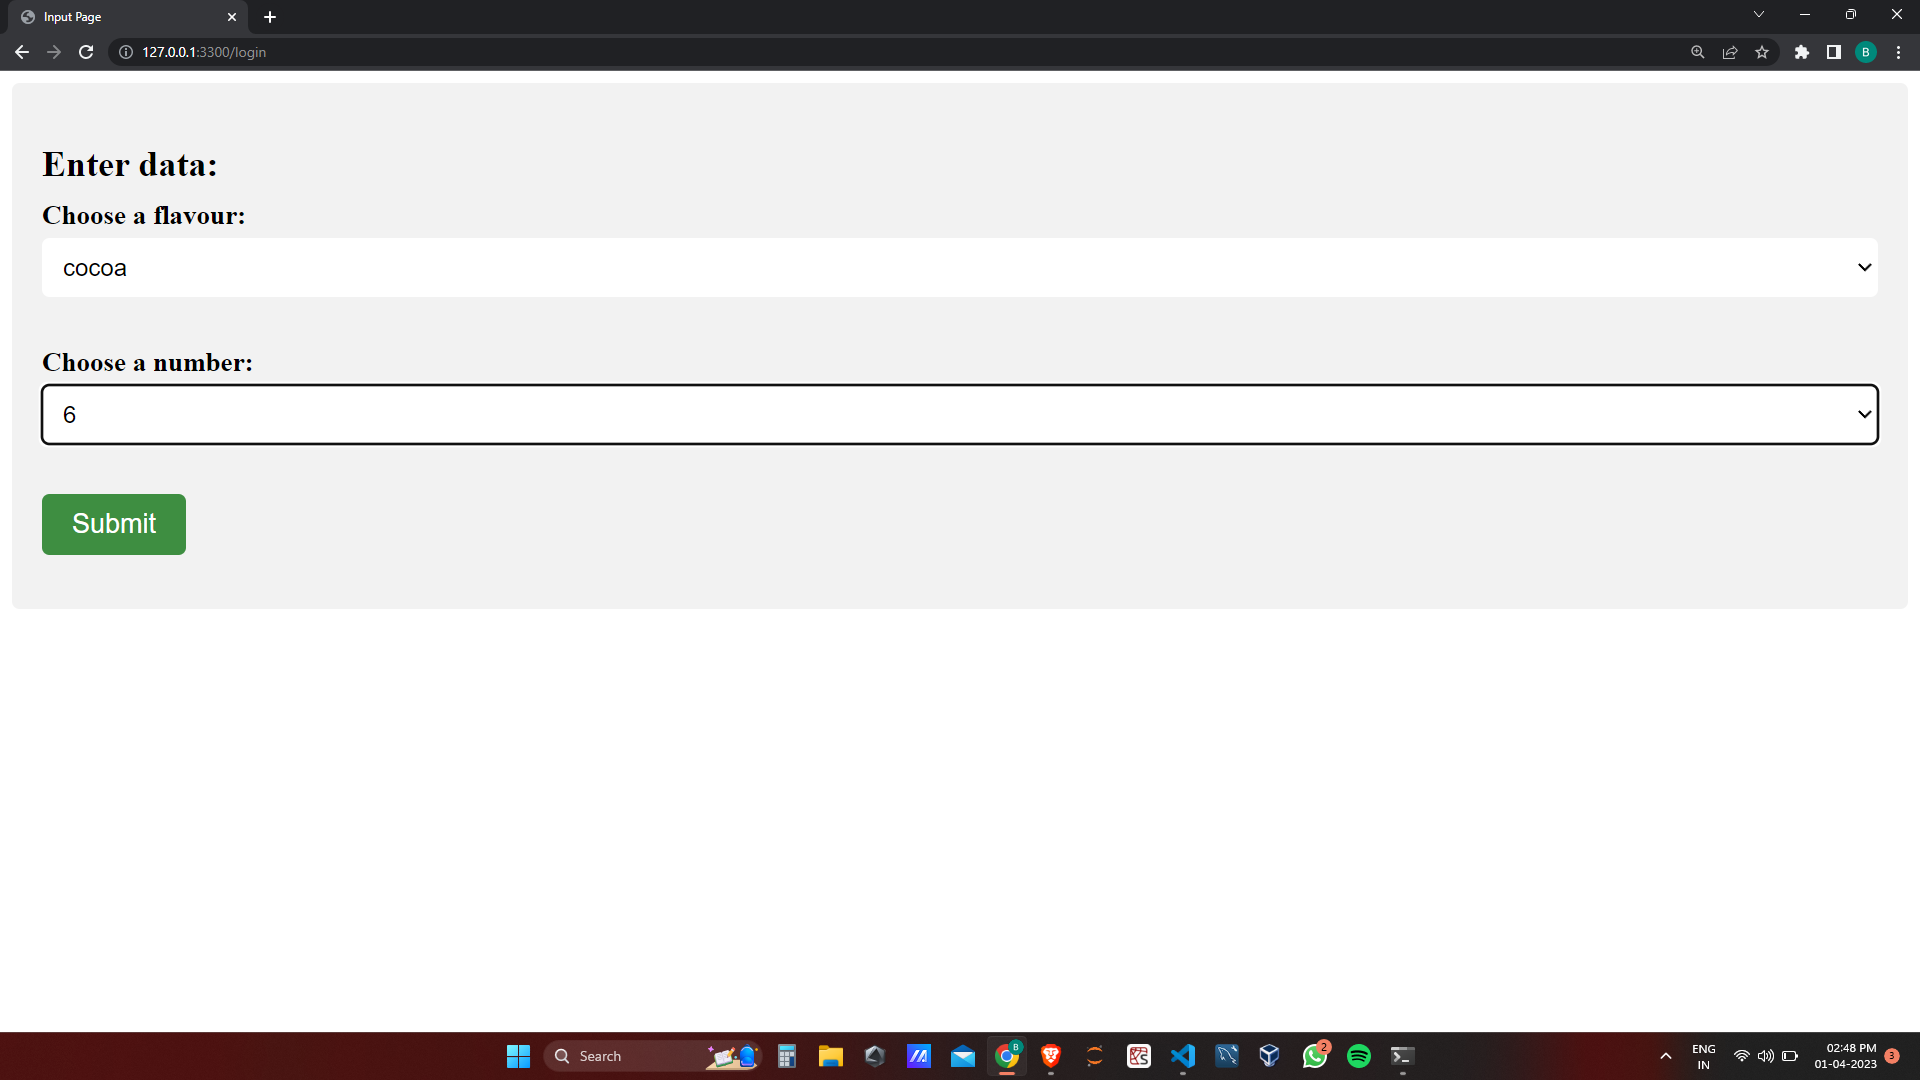 Input Page
127.0.0.1:3300/login
B
Enter data:
Choose a flavour:
cocoa
Choose a number:
6
Submit
Search
B
2
ENG
IN
02:48 PM
01-04-2023
3